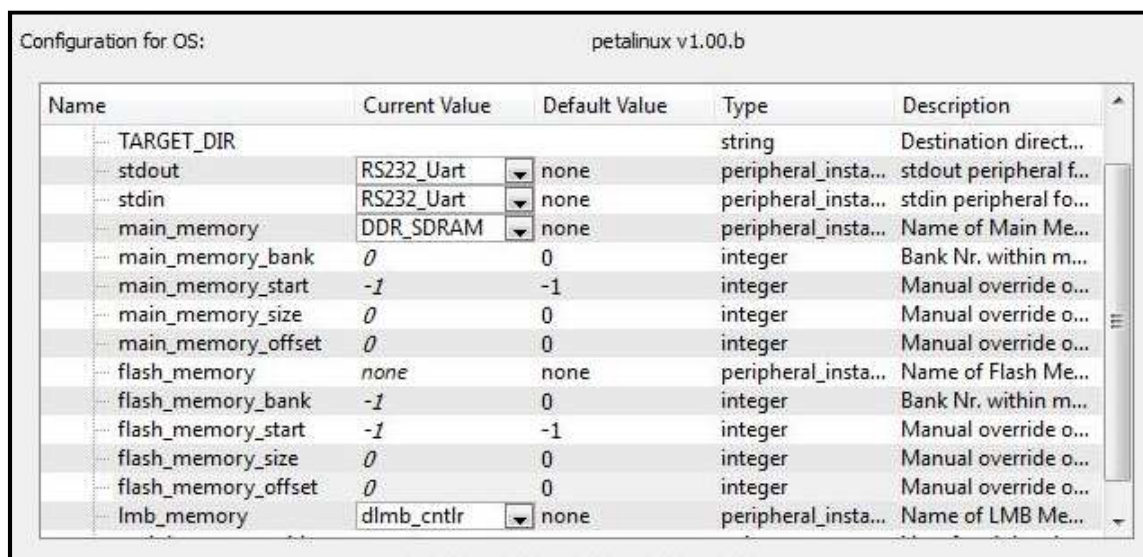 Configuration for OS: petalinux v1.00.b
Name Current Value Default Value Type Description
TARGET_DIR string Destination direct...
stdout RS232_Uart none peripheral_insta... stdout peripheral f...
stdin RS232_Uart none peripheral_insta... stdin peripheral fo...
main_memory DDR_SDRAM none peripheral_insta... Name of Main Me...
main_memory_bank 0 0 integer Bank Nr. within m...
main_memory_start -1 -1 integer Manual override o...
main_memory_size 0 0 integer Manual override o...
main_memory_offset 0 0 integer Manual override o...
flash_memory none none peripheral_insta... Name of Flash Me...
flash_memory_bank -1 0 integer Bank Nr. within m...
flash_memory_start -1 -1 integer Manual override o...
flash_memory_size 0 0 integer Manual override o...
flash_memory_offset 0 0 integer Manual override o...
lmb_memory dlmb_cntlr none peripheral_insta... Name of LMB Me...